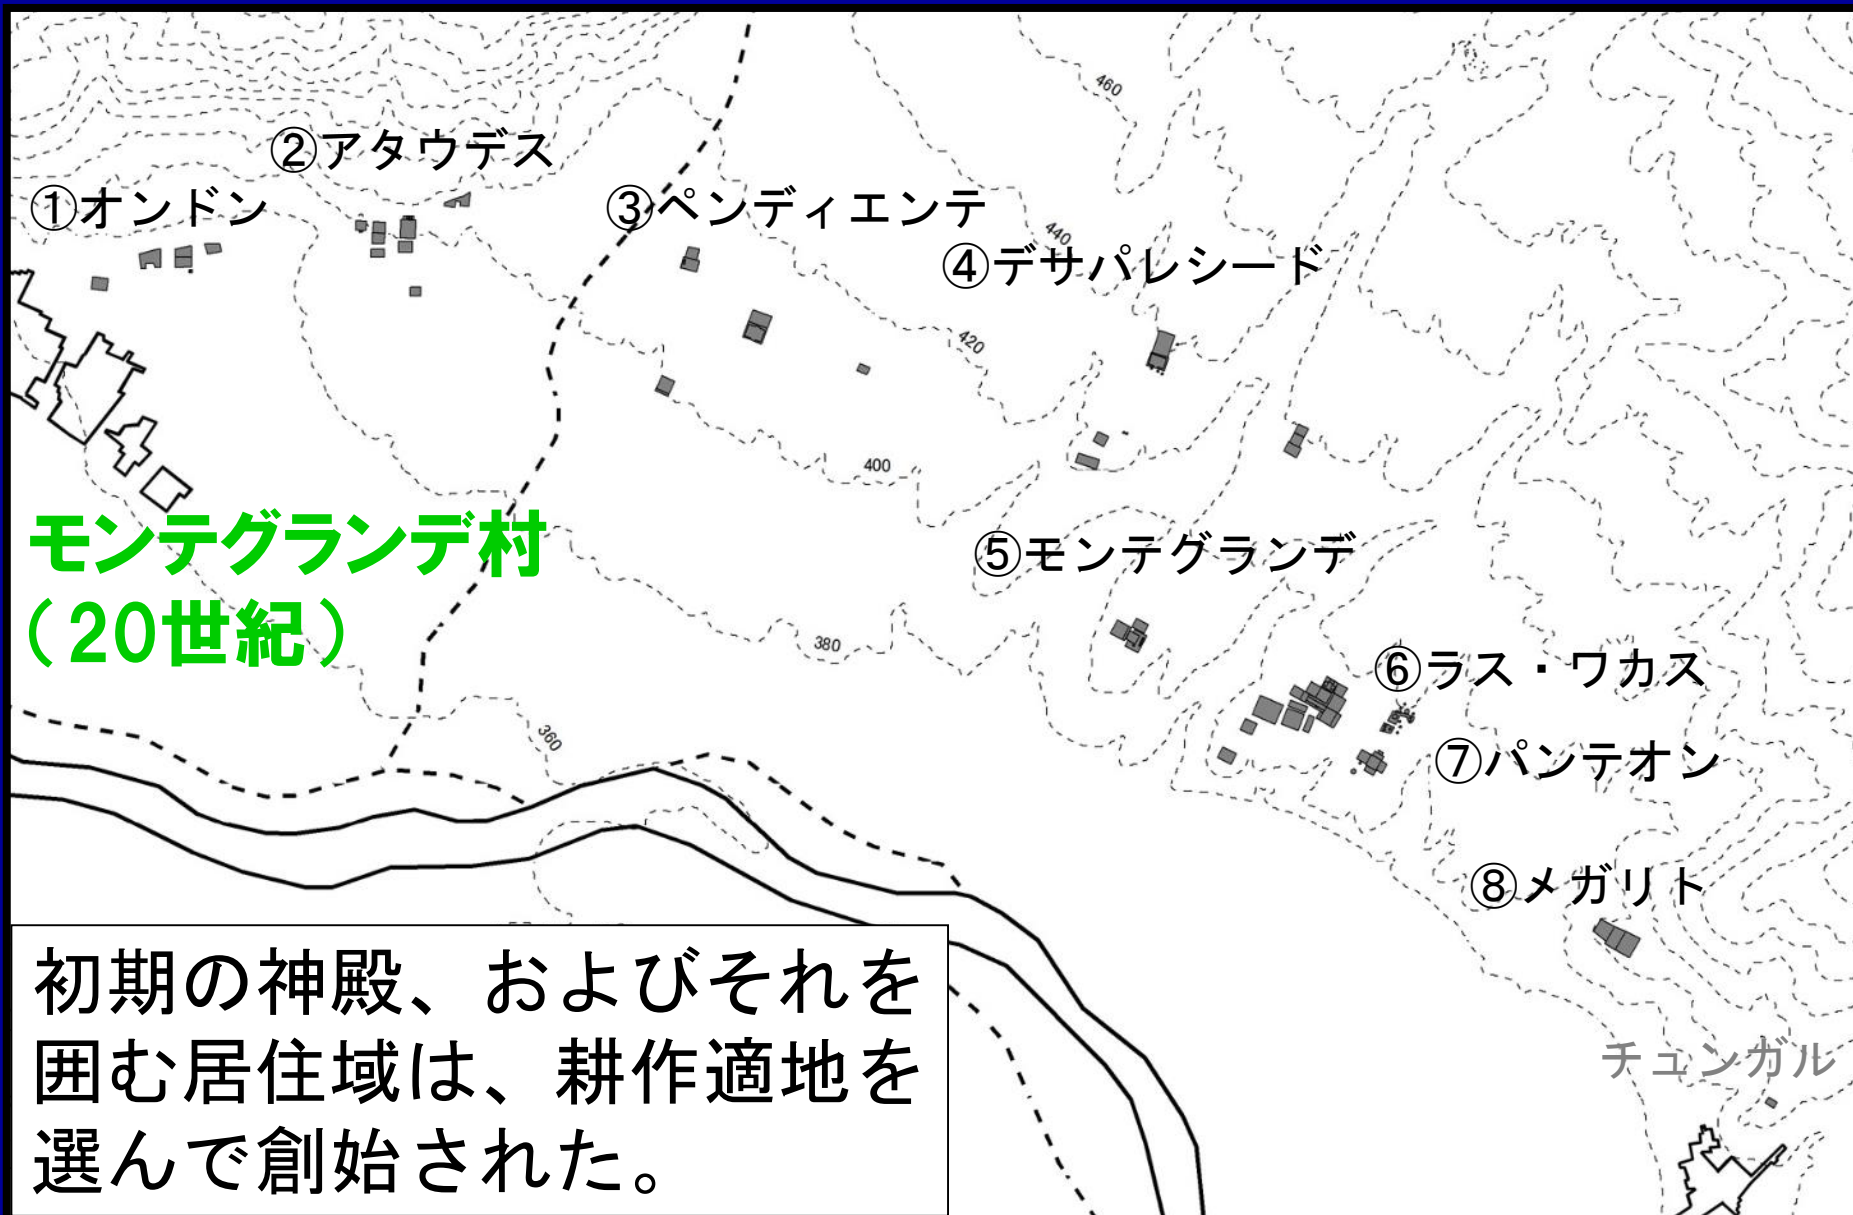 460
②アタウデス
①オンドン
③ペンディエンテ
440
④デサパレシード
420
400
モンテグランデ村
（20世紀）
⑤モンテグランデ
380
⑥ラス・ワカス
360
⑦パンテオン
⑧メガリト
初期の神殿、およびそれを
囲む居住域は、耕作適地を
選んで創始された。
チュンガル